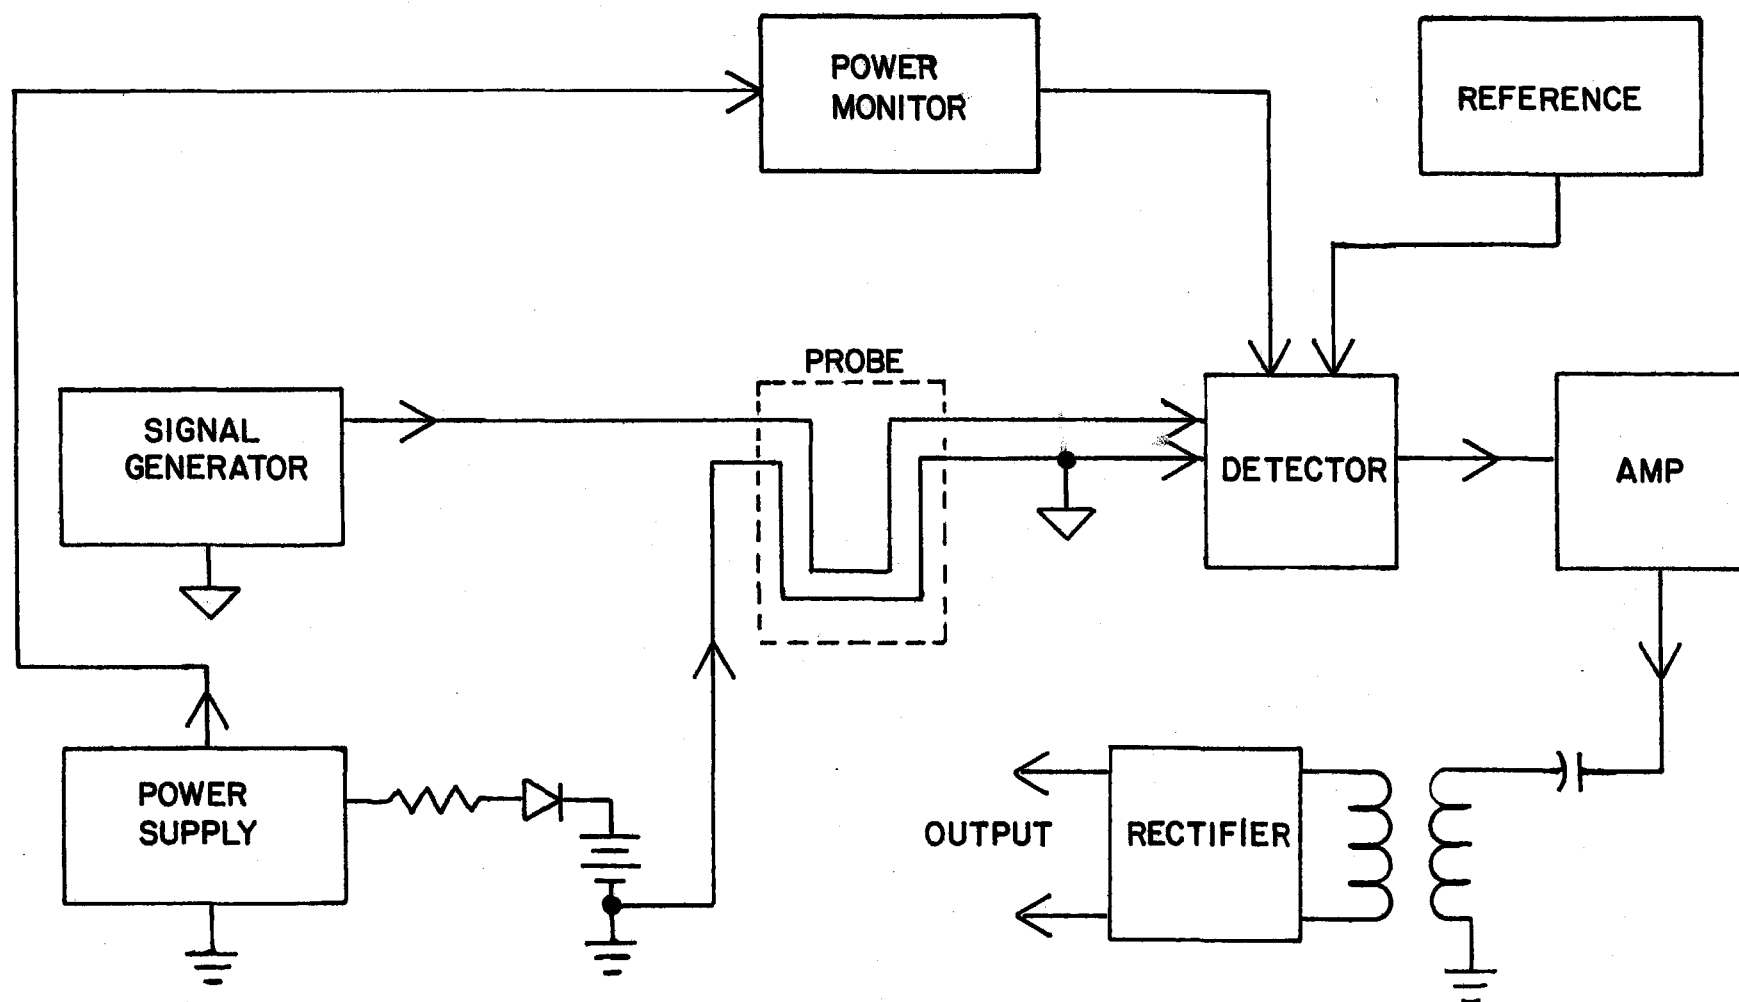 POWER
MONITOR
REFERENCE
PROBE
SIGNAL
GENERATOR
DETECTOR
AMP
POWER
SUPPLY
OUTPUT
RECTIFIER